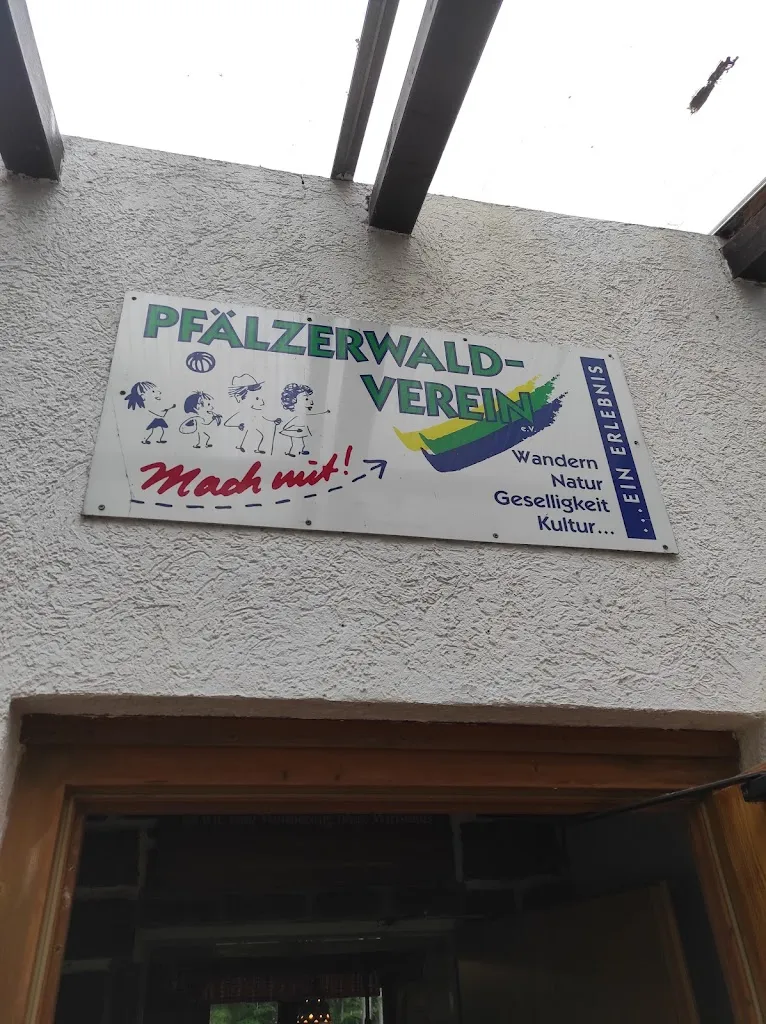 PFÄLZERWALD-
VEREIN
e.V.
Mach mit!
Wandern
Natur
Geselligkeit
Kultur...
...EIN ERLEBNIS